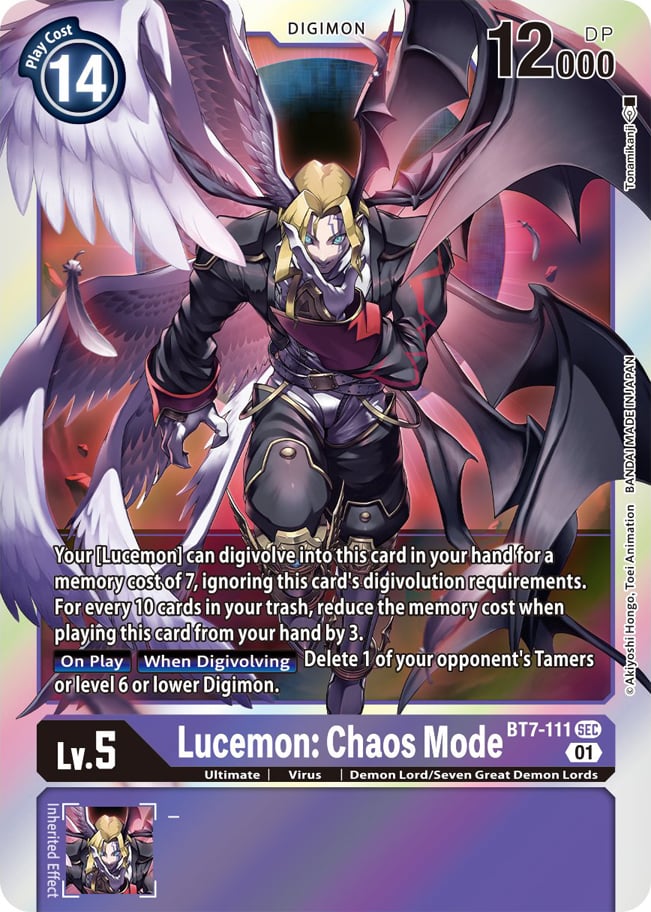 Play Cost
14
DIGIMON
12000
DP
Tonamikanji
Your [Lucemon] can digivolve into this card in your hand for a
memory cost of 7, ignoring this card's digivolution requirements.
For every 10 cards in your trash, reduce the memory cost when
playing this card from your hand by 3.
On Play When Digivolving Delete 1 of your opponent's Tamers
or level 6 or lower Digimon.
©Akiyoshi Hongo, Toei Animation BANDAI MADE IN JAPAN
Lv.5
Lucemon: Chaos Mode
BT7-111 SEC
01
Ultimate | Virus | Demon Lord/Seven Great Demon Lords
Inherited Effect
–